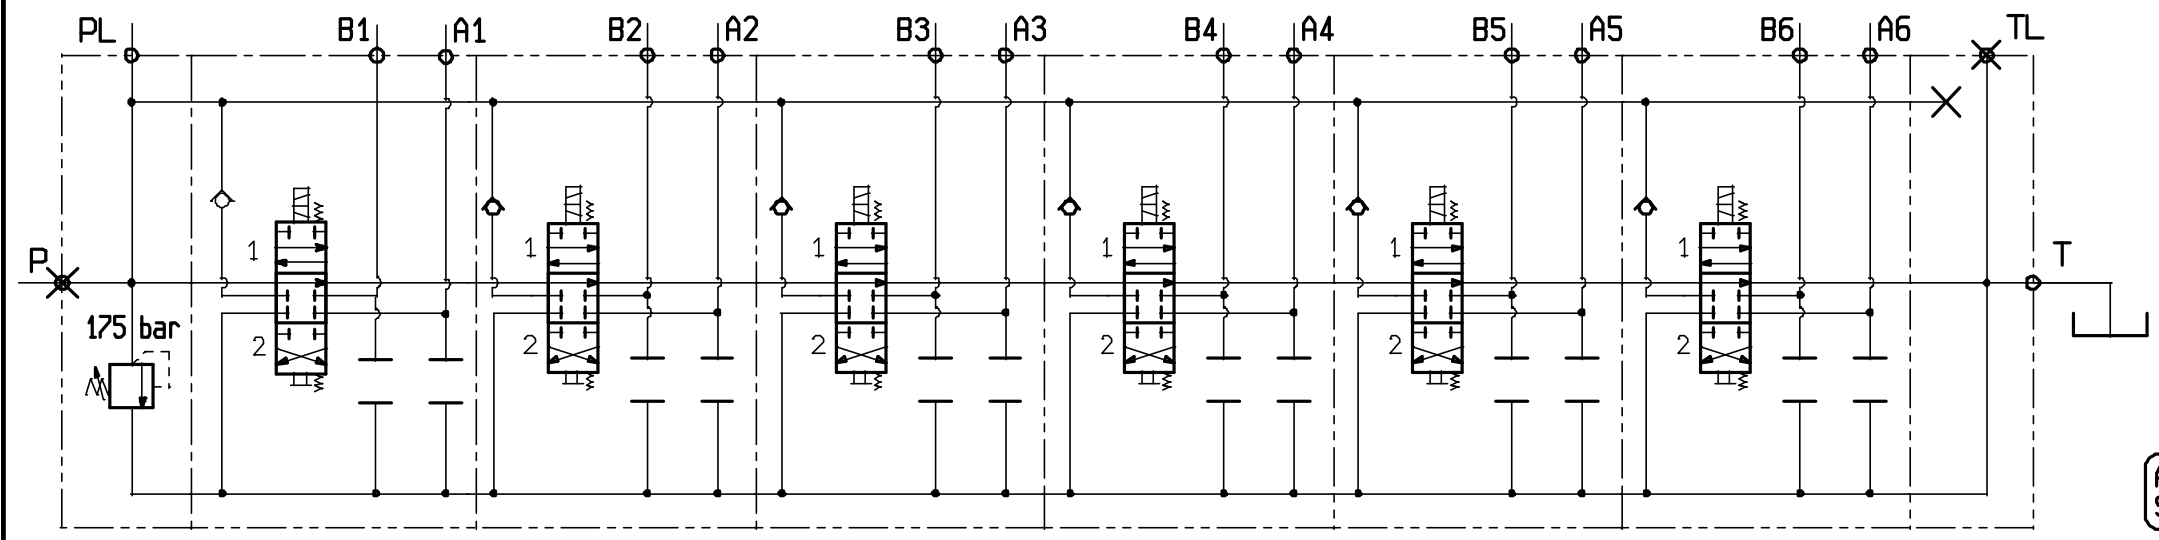 PL B1 A1 B2 A2 B3 A3 B4 A4 B5 A5 B6 A6 TL
P 1 1 1 1 1 1 T
175 bar 2 2 2 2 2 2